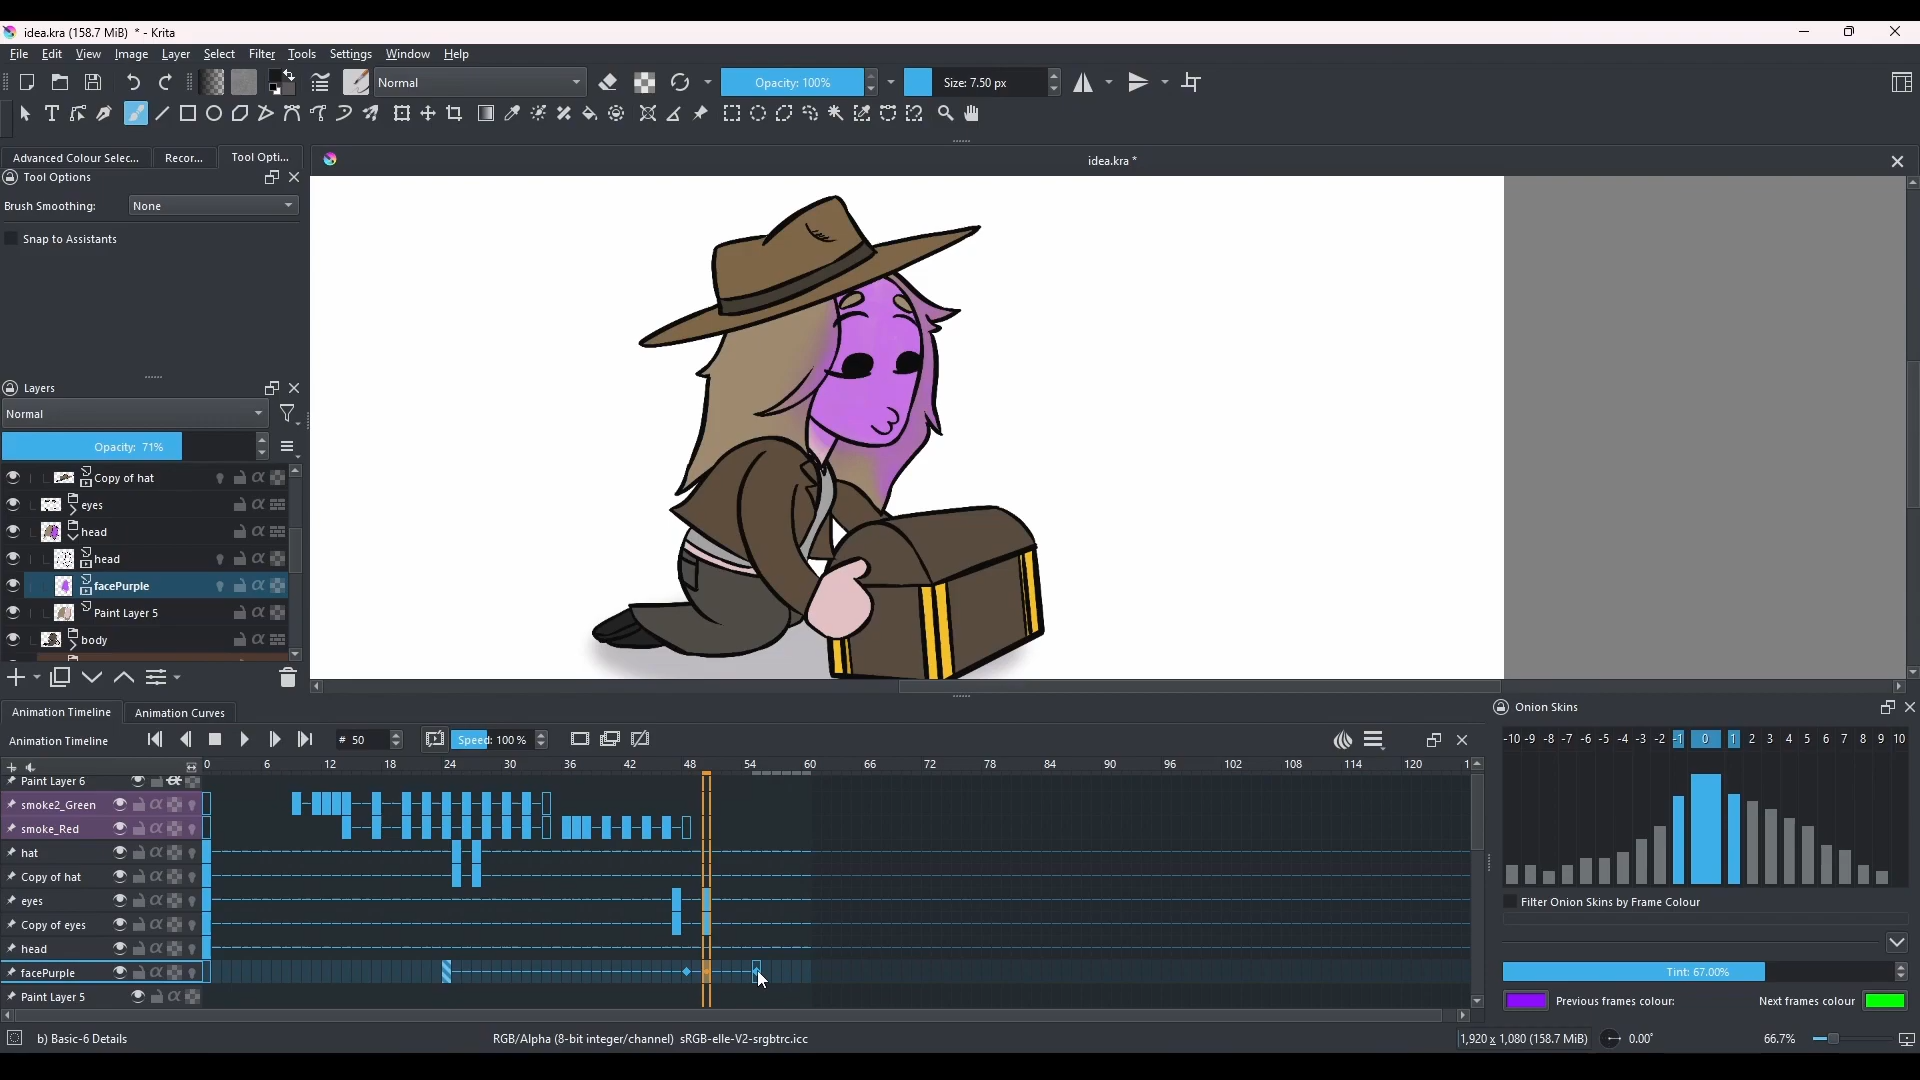 idea.kra (158.7 MiB) * - Krita
File Edit View Image Layer Select Filter Tools Settings Window Help
Normal Opacity: 100% Size: 7.50 px
Advanced Colour Selec... Recor... Tool Opti... idea.kra *
Tool Options
Brush Smoothing: None
Snap to Assistants
Layers
Normal
Opacity: 71%
Copy of hat
eyes
head
head
facePurple
Paint Layer 5
body
Animation Timeline Animation Curves
Onion Skins
Animation Timeline # 50 Speed: 100 %
-10 -9 -8 -7 -6 -5 -4 -3 -2 -1 0 1 2 3 4 5 6 7 8 9 10
0 6 12 18 24 30 36 42 48 54 60 66 72 78 84 90 96 102 108 114 120 1
Paint Layer 6
smoke2_Green
smoke_Red
hat
Copy of hat
eyes
Copy of eyes
head
facePurple
Paint Layer 5
Filter Onion Skins by Frame Colour
Tint: 67.00%
Previous frames colour: Next frames colour
b) Basic-6 Details RGB/Alpha (8-bit integer/channel) sRGB-elle-V2-srgbtrc.icc 1,920 x 1,080 (158.7 MiB) 0.00° 66.7%